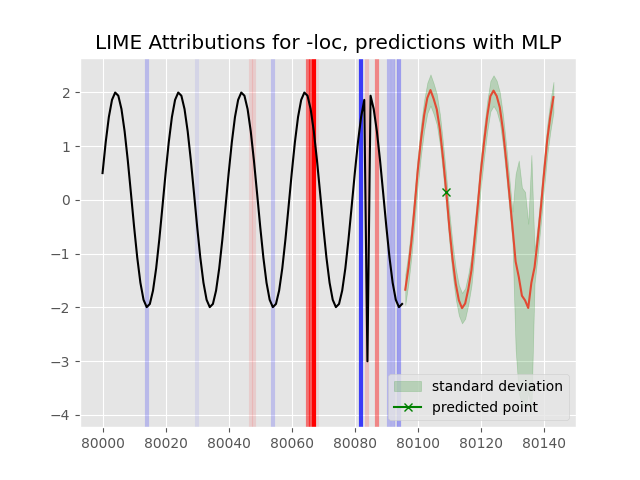 LIME Attributions for -loc, predictions with MLP
2
1
0
−1
−2
−3
−4
standard deviation
predicted point
80000 80020 80040 80060 80080 80100 80120 80140